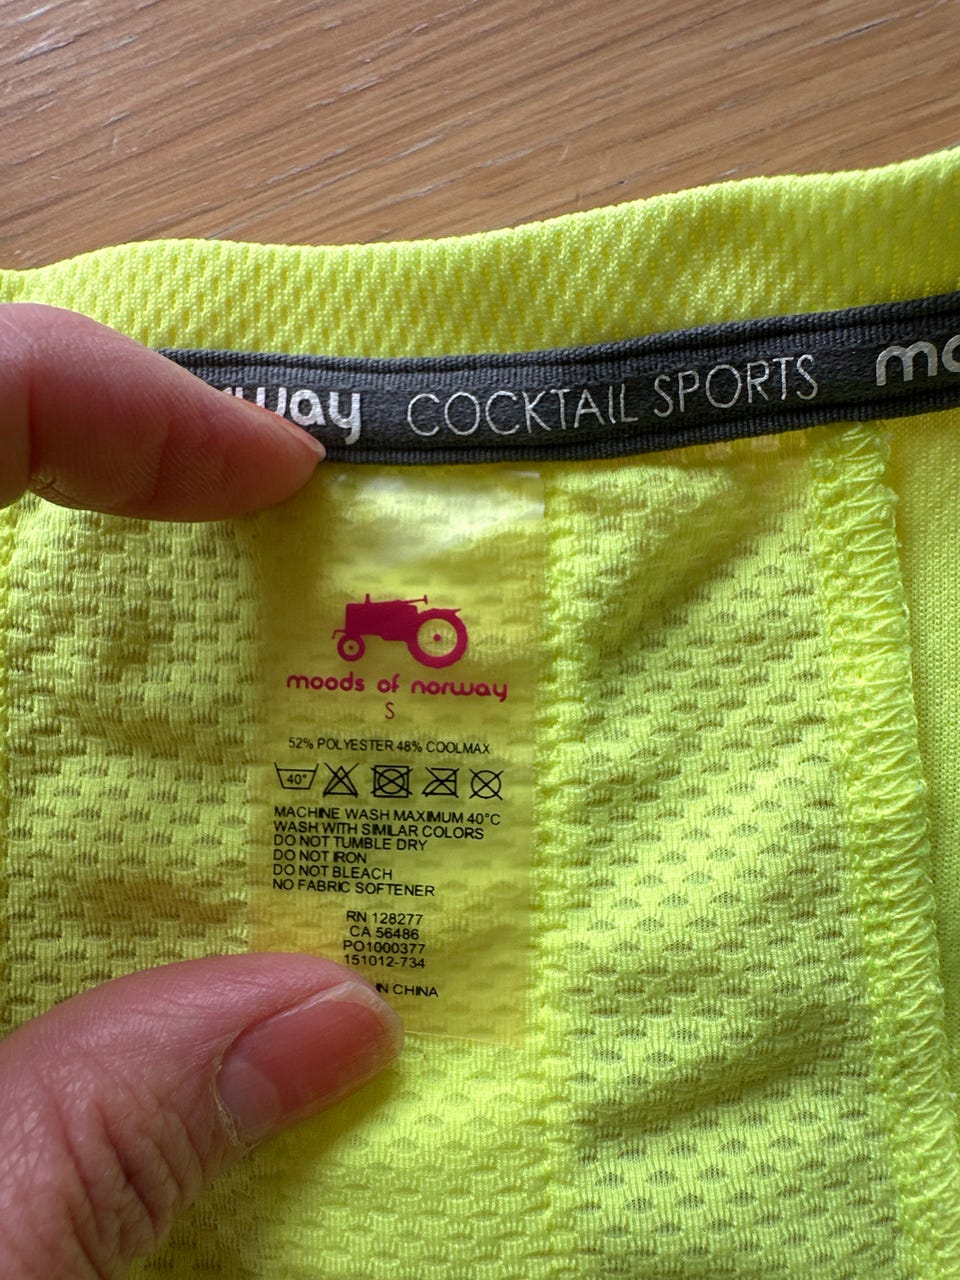 COCKTAIL SPORTS
moods of norway
S
52% POLYESTER 48% COOLMAX
40°
MACHINE WASH MAXIMUM 40°C
WASH WITH SIMILAR COLORS
DO NOT TUMBLE DRY
DO NOT IRON
DO NOT BLEACH
NO FABRIC SOFTENER
RN 128277
CA 56486
PO1000377
151012-734
IN CHINA